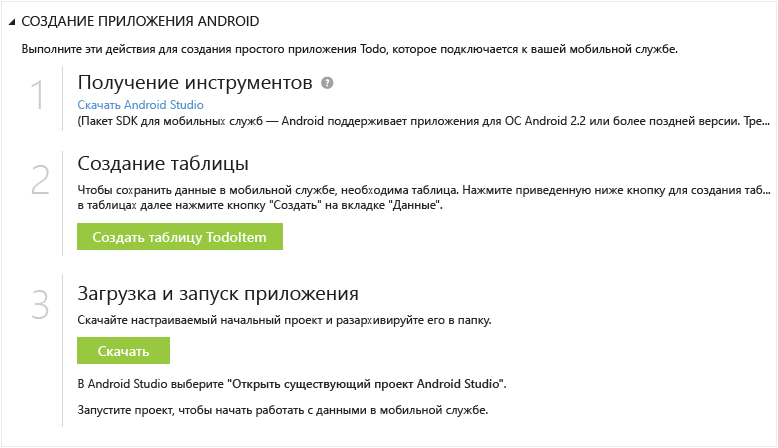 СОЗДАНИЕ ПРИЛОЖЕНИЯ ANDROID
Выполните эти действия для создания простого приложения Todo, которое подключается к вашей мобильной службе.
1
Получение инструментов ?
Скачать Android Studio
(Пакет SDK для мобильных служб — Android поддерживает приложения для ОС Android 2.2 или более поздней версии. Тре...
2
Создание таблицы
Чтобы сохранить данные в мобильной службе, необходима таблица. Нажмите приведенную ниже кнопку для создания таб...
в таблицах далее нажмите кнопку "Создать" на вкладке "Данные".
Создать таблицу TodoItem
3
Загрузка и запуск приложения
Скачайте настраиваемый начальный проект и разархивируйте его в папку.
Скачать
В Android Studio выберите "Открыть существующий проект Android Studio".
Запустите проект, чтобы начать работать с данными в мобильной службе.